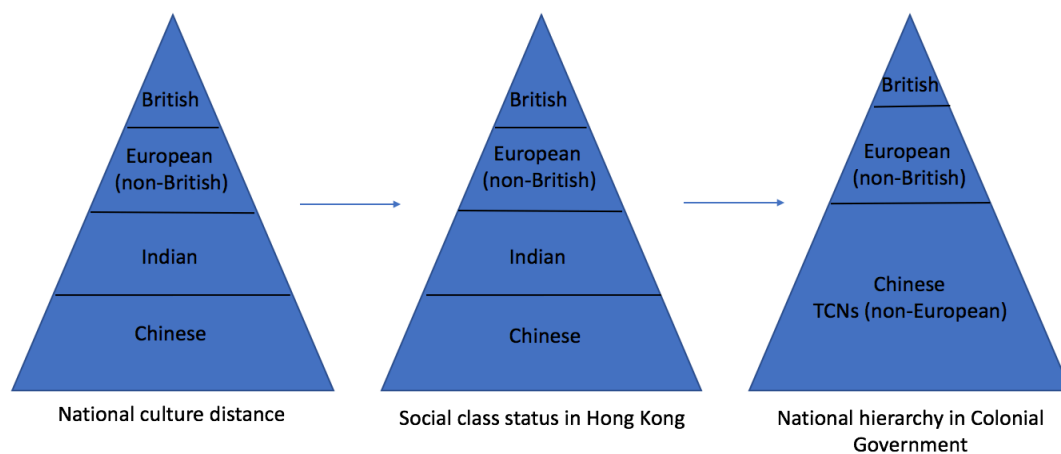 British
European
(non-British)
Indian
Chinese
National culture distance
British
European
(non-British)
Indian
Chinese
Social class status in Hong Kong
British
European
(non-British)
Chinese
TCNs (non-European)
National hierarchy in Colonial
Government